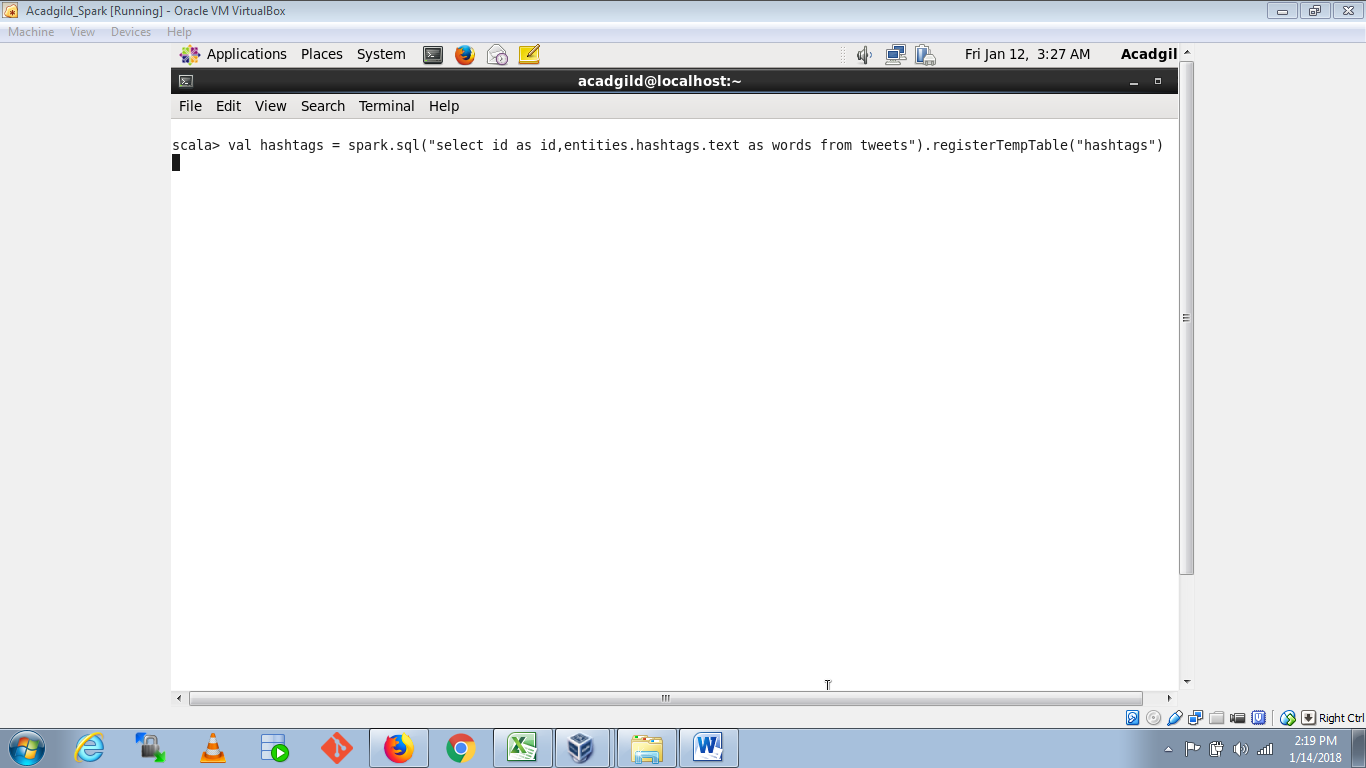 Acadgild_Spark [Running] - Oracle VM VirtualBox
Machine View Devices Help
Applications Places System Fri Jan 12, 3:27 AM Acadgil
acadgild@localhost:~
File Edit View Search Terminal Help
scala> val hashtags = spark.sql("select id as id,entities.hashtags.text as words from tweets").registerTempTable("hashtags")
Right Ctrl
2:19 PM
1/14/2018